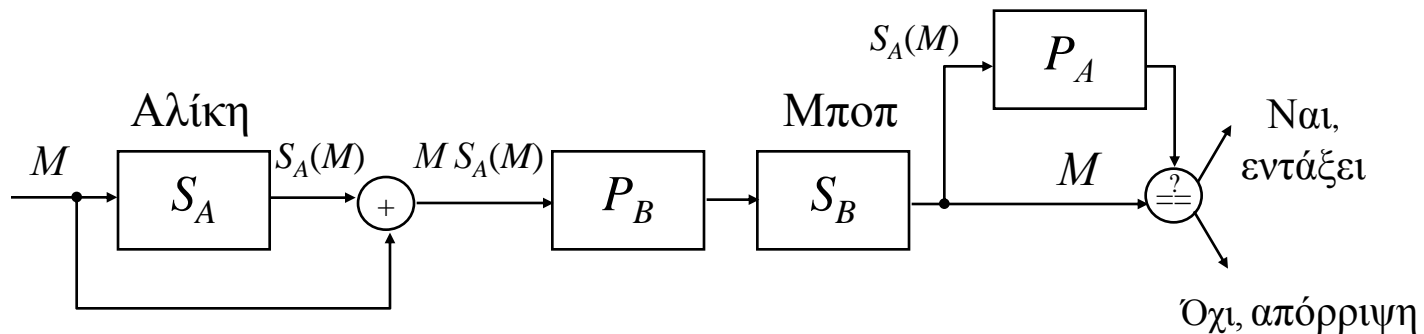 S_A(M)
P_A
Αλίκη
Μποπ
Ναι,
εντάξει
M
S_A
S_A(M)
+
M S_A(M)
P_B
S_B
M
?
==
Όχι, απόρριψη